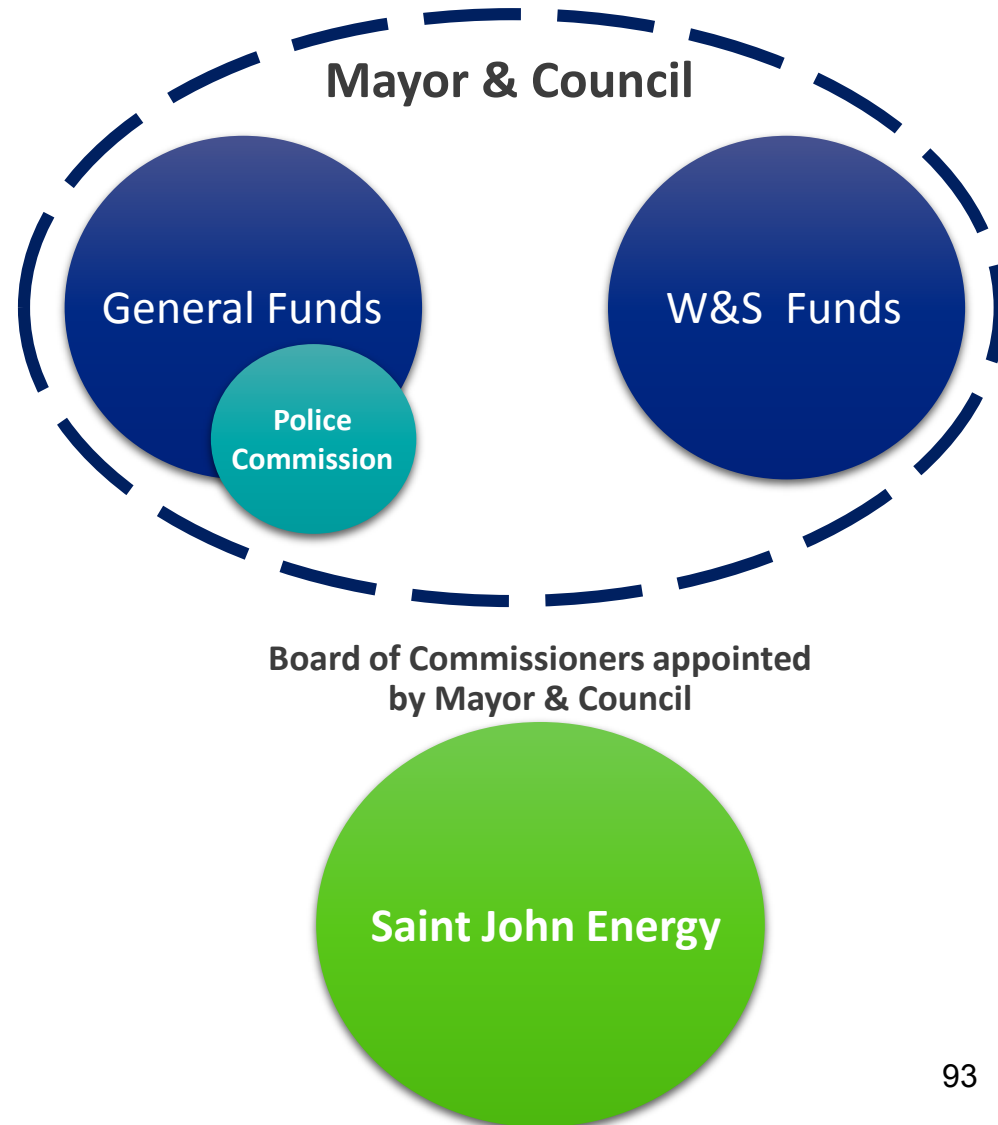 Mayor & Council
General Funds
W&S  Funds
Police
Commission
Board of Commissioners appointed
by Mayor & Council
Saint John Energy
93